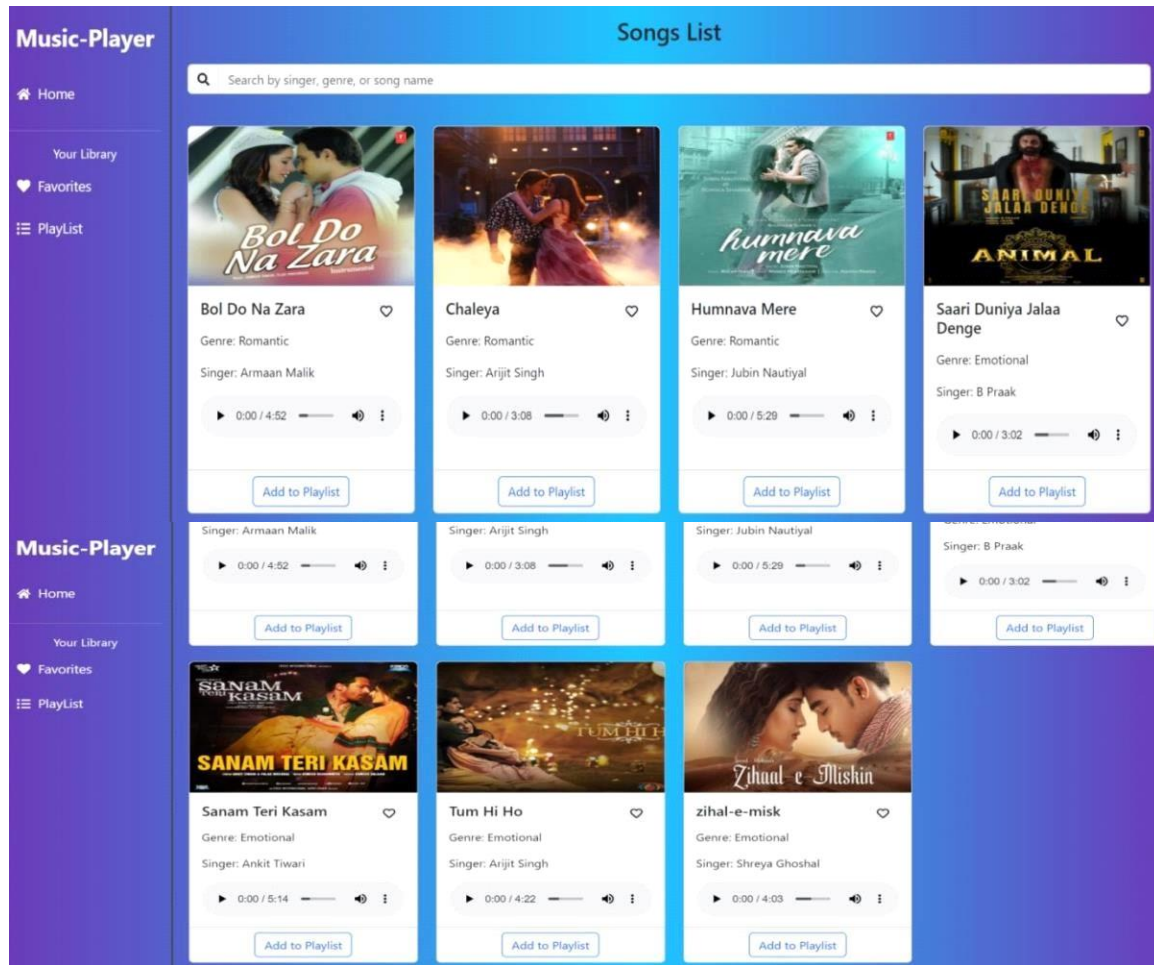 Music-Player
Home
Your Library
Favorites
PlayList
Songs List
Search by singer, genre, or song name
Bol Do
Na Zara
Instrumental
humnava
mere
SAARI DUNIYA
JALAA DENGE
ANIMAL
Bol Do Na Zara
Genre: Romantic
Singer: Armaan Malik
0:00 / 4:52
Add to Playlist
Chaleya
Genre: Romantic
Singer: Arijit Singh
0:00 / 3:08
Add to Playlist
Humnava Mere
Genre: Romantic
Singer: Jubin Nautiyal
0:00 / 5:29
Add to Playlist
Saari Duniya Jalaa
Denge
Genre: Emotional
Singer: B Praak
0:00 / 3:02
Add to Playlist
Music-Player
Home
Your Library
Favorites
PlayList
Singer: Armaan Malik
0:00 / 4:52
Add to Playlist
Singer: Arijit Singh
0:00 / 3:08
Add to Playlist
Singer: Jubin Nautiyal
0:00 / 5:29
Add to Playlist
Genre: Emotional
Singer: B Praak
0:00 / 3:02
Add to Playlist
SANAM
TERI KASAM
SANAM TERI KASAM
Sanam Teri Kasam
Genre: Emotional
Singer: Ankit Tiwari
0:00 / 5:14
Add to Playlist
TUM HI H
Tum Hi Ho
Genre: Emotional
Singer: Arijit Singh
0:00 / 4:22
Add to Playlist
Zihaal e Miskin
zihal-e-misk
Genre: Emotional
Singer: Shreya Ghoshal
0:00 / 4:03
Add to Playlist